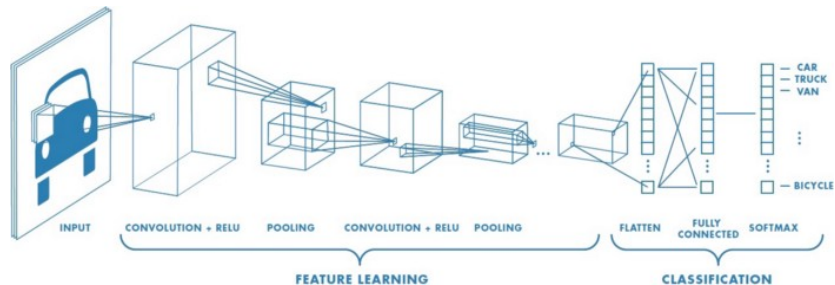 CAR
TRUCK
VAN
BICYCLE
INPUT
CONVOLUTION + RELU
POOLING
CONVOLUTION + RELU
POOLING
FLATTEN
FULLY
CONNECTED
SOFTMAX
FEATURE LEARNING
CLASSIFICATION